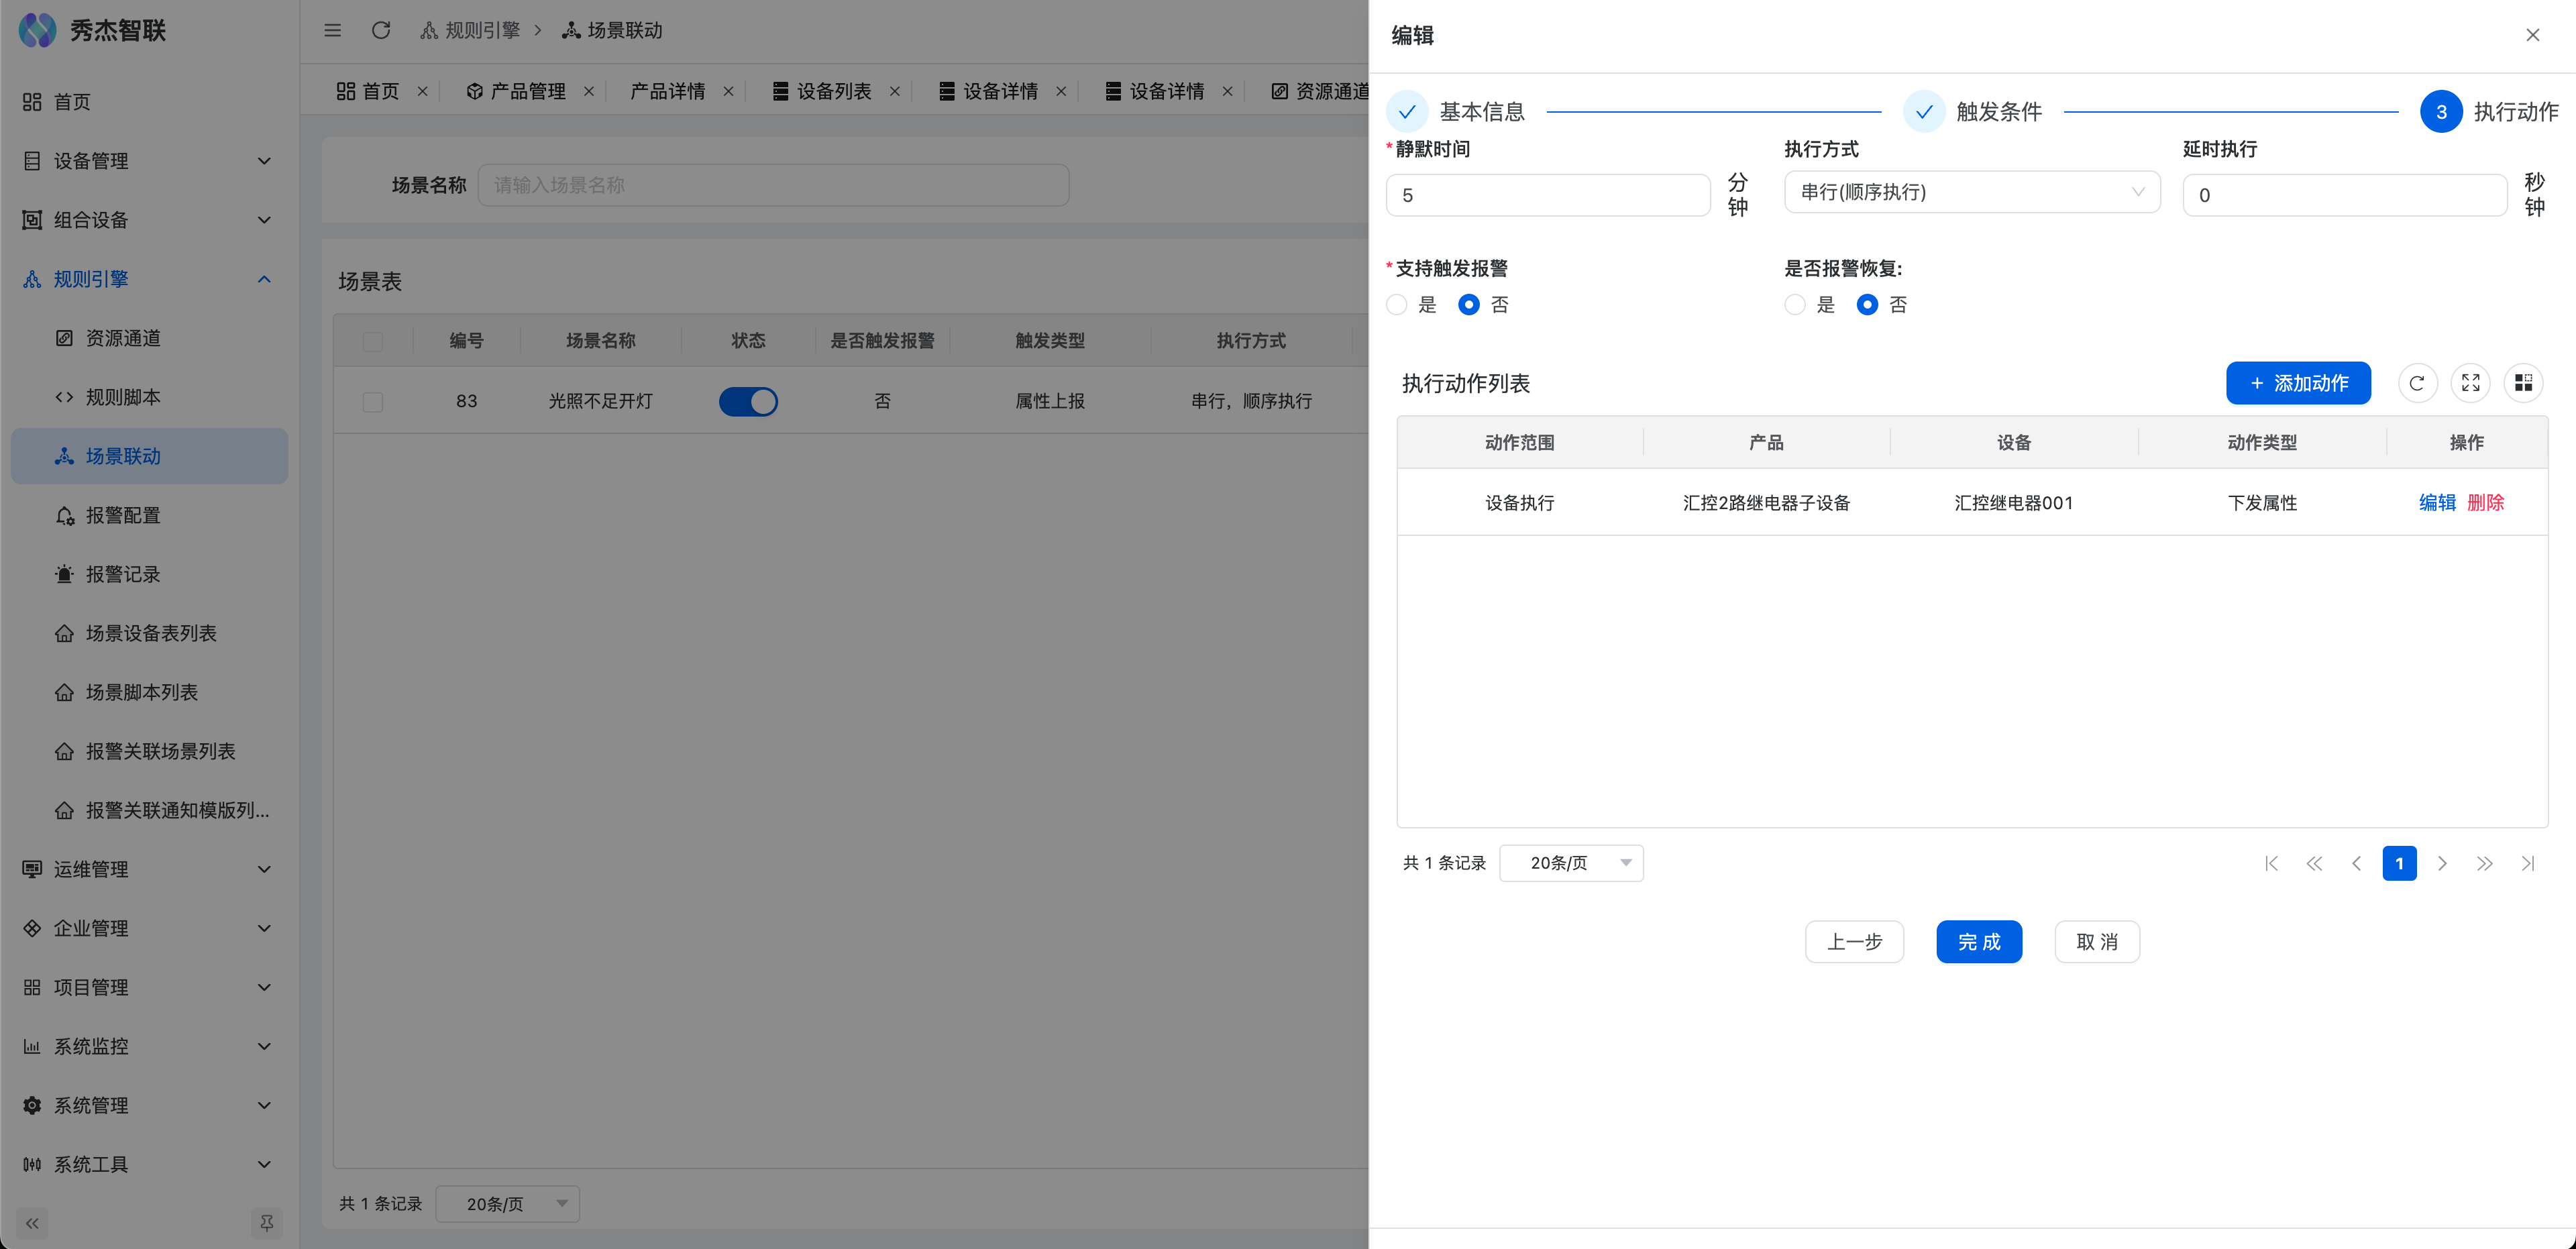 秀杰智联
首页
设备管理
组合设备
规则引擎
资源通道
规则脚本
场景联动
报警配置
报警记录
场景设备表列表
场景脚本列表
报警关联场景列表
报警关联通知模版列...
运维管理
企业管理
项目管理
系统监控
系统管理
系统工具
规则引擎 > 场景联动
首页 产品管理 产品详情 设备列表 设备详情 设备详情 资源通道
场景名称 请输入场景名称
场景表
编号 场景名称 状态 是否触发报警 触发类型 执行方式
83 光照不足开灯 否 属性上报 串行，顺序执行
共 1 条记录 20条/页
编辑
基本信息 触发条件 3 执行动作
*静默时间 执行方式 延时执行
5 分钟 串行(顺序执行) 0 秒钟
*支持触发报警 是否报警恢复:
是 否 是 否
执行动作列表 + 添加动作
动作范围 产品 设备 动作类型 操作
设备执行 汇控2路继电器子设备 汇控继电器001 下发属性 编辑 删除
共 1 条记录 20条/页 1
上一步 完 成 取 消